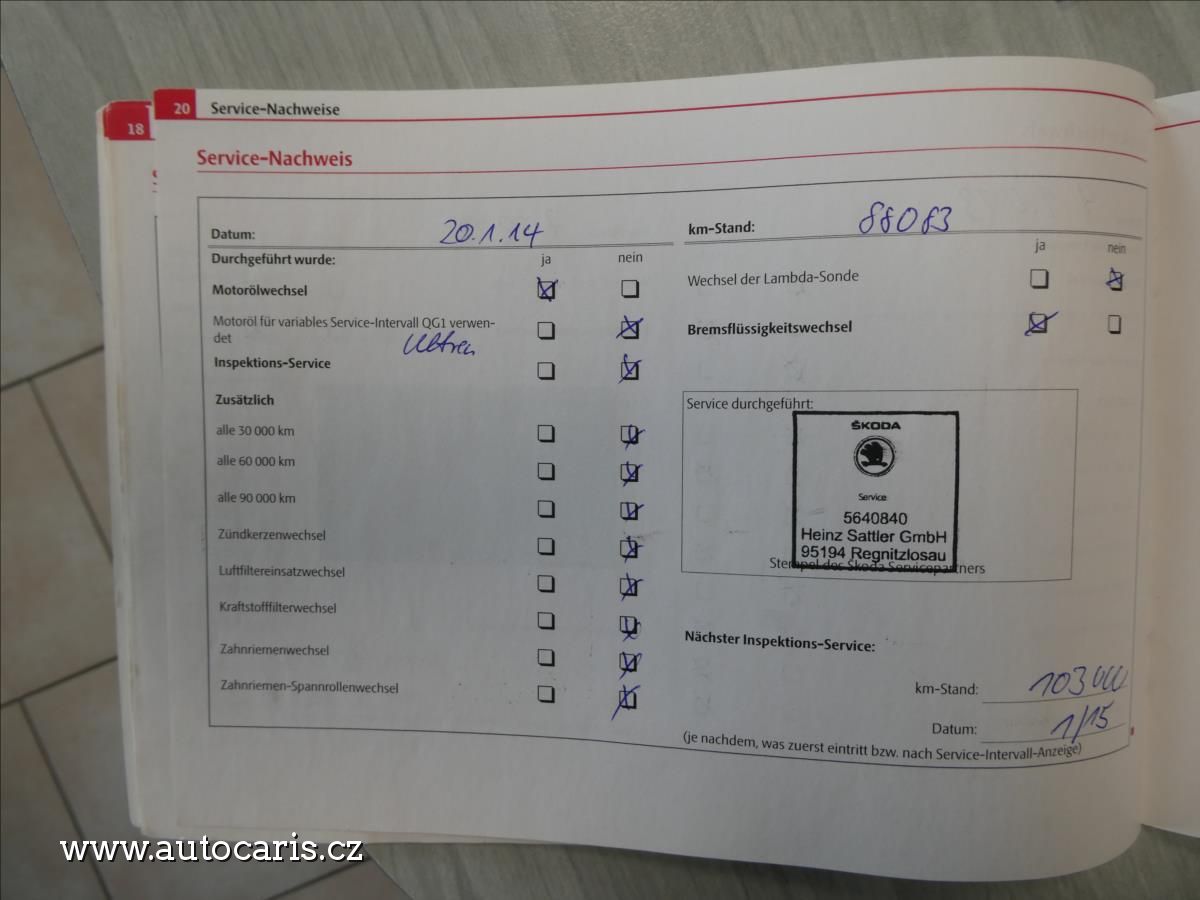 20 Service-Nachweise
18
Service-Nachweis
Datum: 20.1.14
km-Stand: 88083
Durchgeführt wurde: ja nein
ja nein
Motorölwechsel
Wechsel der Lambda-Sonde
Motoröl für variables Service-Intervall QG1 verwen-
det
Bremsflüssigkeitswechsel
Inspektions-Service
Zusätzlich
alle 30 000 km
alle 60 000 km
alle 90 000 km
Zündkerzenwechsel
Luftfiltereinsatzwechsel
Kraftstofffilterwechsel
Zahnriemenwechsel
Zahnriemen-Spannrollenwechsel
Service durchgeführt:
ŠKODA
Service
5640840
Heinz Sattler GmbH
95194 Regnitzlosau
Stempel des Škoda Servicepartners
Nächster Inspektions-Service:
km-Stand: 103000
Datum: 1/15
(je nachdem, was zuerst eintritt bzw. nach Service-Intervall-Anzeige)
www.autocaris.cz